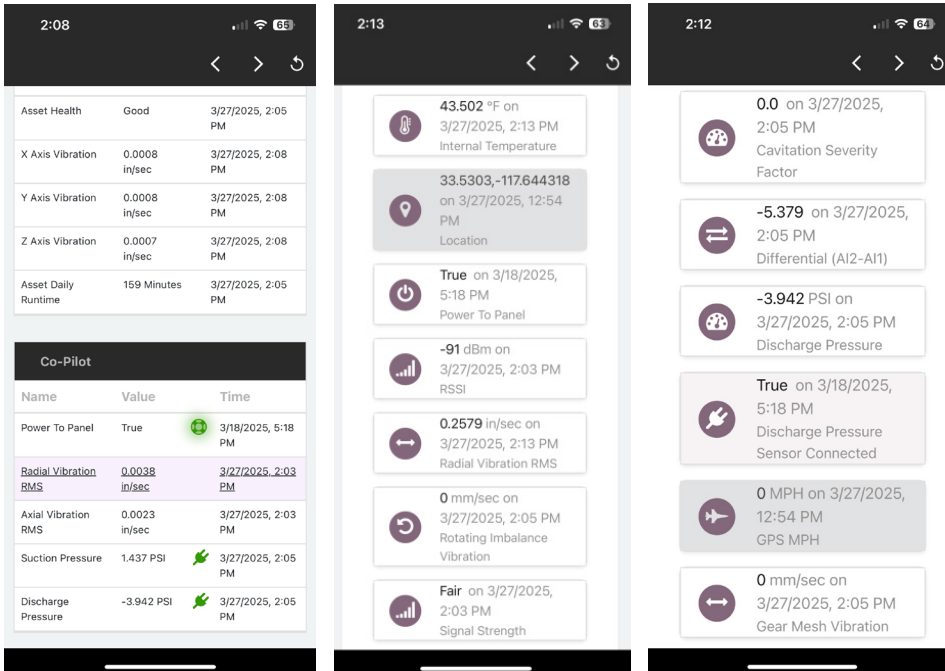 2:08
65
Asset Health Good 3/27/2025, 2:05
PM
X Axis Vibration 0.0008 3/27/2025, 2:08
in/sec PM
Y Axis Vibration 0.0008 3/27/2025, 2:08
in/sec PM
Z Axis Vibration 0.0007 3/27/2025, 2:08
in/sec PM
Asset Daily 159 Minutes 3/27/2025, 2:05
Runtime PM
Co-Pilot
Name Value Time
Power To Panel True 3/18/2025, 5:18
PM
Radial Vibration 0.0038 3/27/2025, 2:03
RMS in/sec PM
Axial Vibration 0.0023 3/27/2025, 2:03
RMS in/sec PM
Suction Pressure 1.437 PSI 3/27/2025, 2:05
PM
Discharge -3.942 PSI 3/27/2025, 2:05
Pressure PM
2:13
63
43.502 °F on
3/27/2025, 2:13 PM
Internal Temperature
33.5303,-117.644318
on 3/27/2025, 12:54
PM
Location
True on 3/18/2025,
5:18 PM
Power To Panel
-91 dBm on
3/27/2025, 2:03 PM
RSSI
0.2579 in/sec on
3/27/2025, 2:13 PM
Radial Vibration RMS
0 mm/sec on
3/27/2025, 2:05 PM
Rotating Imbalance
Vibration
Fair on 3/27/2025,
2:03 PM
Signal Strength
2:12
64
0.0 on 3/27/2025,
2:05 PM
Cavitation Severity
Factor
-5.379 on 3/27/2025,
2:05 PM
Differential (AI2-AI1)
-3.942 PSI on
3/27/2025, 2:05 PM
Discharge Pressure
True on 3/18/2025,
5:18 PM
Discharge Pressure
Sensor Connected
0 MPH on 3/27/2025,
12:54 PM
GPS MPH
0 mm/sec on
3/27/2025, 2:05 PM
Gear Mesh Vibration